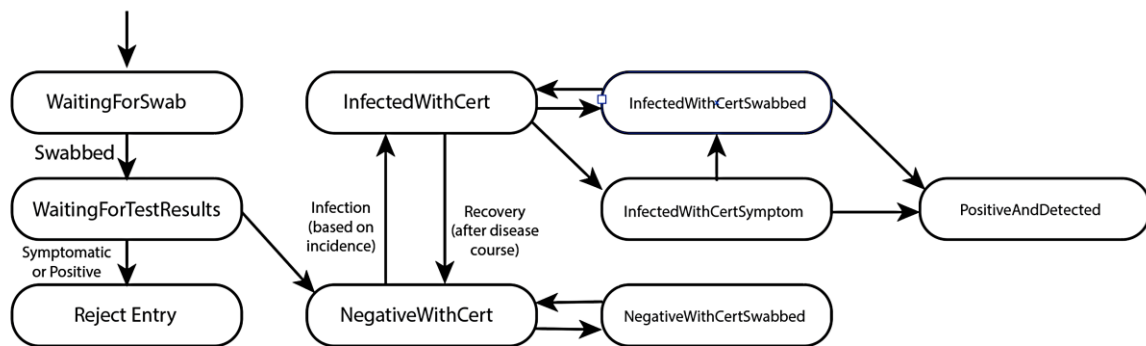 WaitingForSwab
Swabbed
WaitingForTestResults
Symptomatic
or Positive
Reject Entry
InfectedWithCert
Infection
(based on
incidence)
Recovery
(after disease
course)
NegativeWithCert
InfectedWithCertSwabbed
InfectedWithCertSymptom
NegativeWithCertSwabbed
PositiveAndDetected